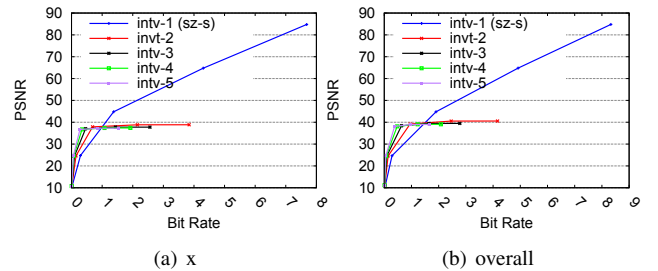 PSNR
90
80
70
60
50
40
30
20
10
intv-1 (sz-s)
invt-2
intv-3
intv-4
intv-5
0
1
2
3
4
5
6
7
8
Bit Rate
(a) x
PSNR
90
80
70
60
50
40
30
20
10
intv-1 (sz-s)
invt-2
intv-3
intv-4
intv-5
0
1
2
3
4
5
6
7
8
9
Bit Rate
(b) overall